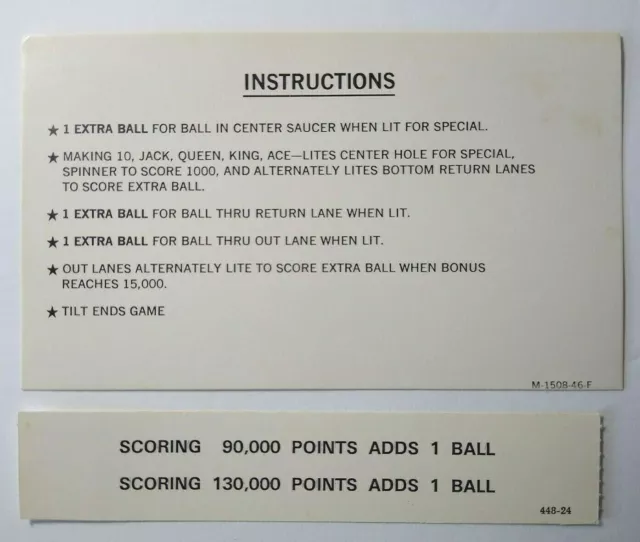 INSTRUCTIONS
★ 1 EXTRA BALL FOR BALL IN CENTER SAUCER WHEN LIT FOR SPECIAL.
★ MAKING 10, JACK, QUEEN, KING, ACE—LITES CENTER HOLE FOR SPECIAL,
SPINNER TO SCORE 1000, AND ALTERNATELY LITES BOTTOM RETURN LANES
TO SCORE EXTRA BALL.
★ 1 EXTRA BALL FOR BALL THRU RETURN LANE WHEN LIT.
★ 1 EXTRA BALL FOR BALL THRU OUT LANE WHEN LIT.
★ OUT LANES ALTERNATELY LITE TO SCORE EXTRA BALL WHEN BONUS
REACHES 15,000.
★ TILT ENDS GAME
M-1508-46-F
SCORING 90,000 POINTS ADDS 1 BALL
SCORING 130,000 POINTS ADDS 1 BALL
448-24